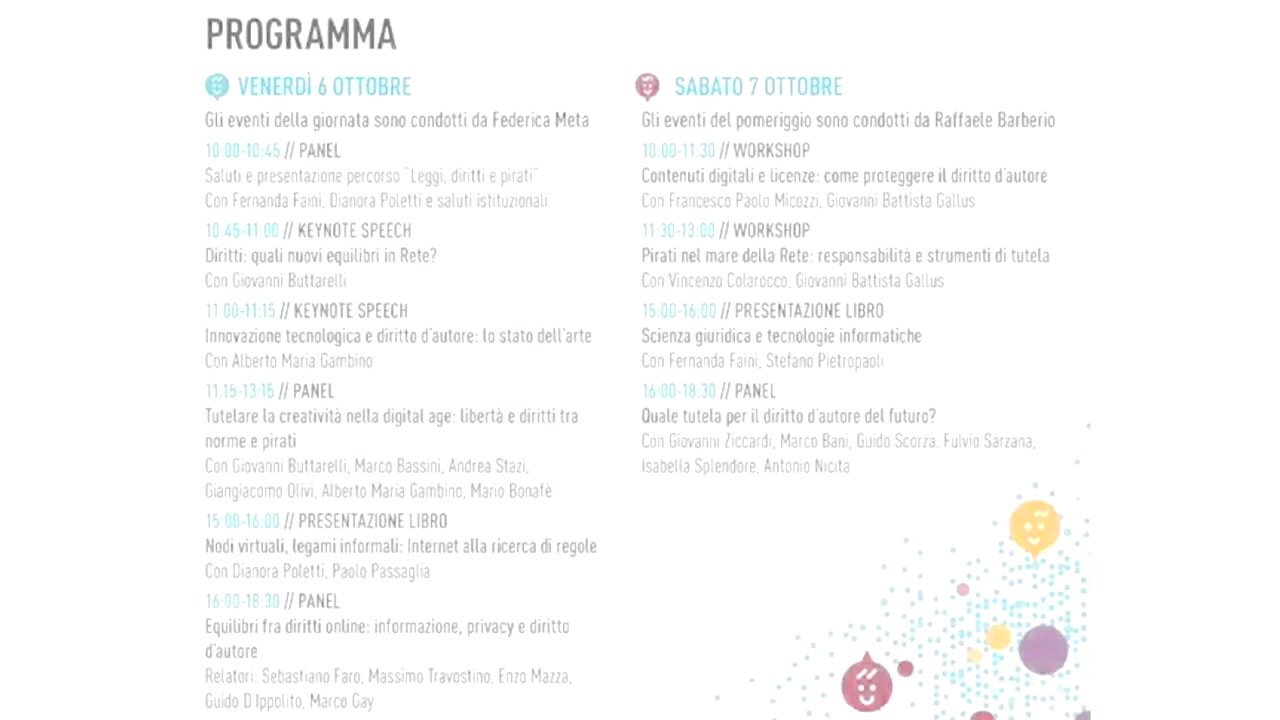 PROGRAMMA
VENERDÌ 6 OTTOBRE
Gli eventi della giornata sono condotti da Federica Meta
10:00-10:45 // PANEL
Saluti e presentazione percorso "Leggi, diritti e pirati"
Con Fernanda Faini, Dianora Poletti e saluti istituzionali
10:45-11:00 // KEYNOTE SPEECH
Diritti: quali nuovi equilibri in Rete?
Con Giovanni Buttarelli
11:00-11:15 // KEYNOTE SPEECH
Innovazione tecnologica e diritto d'autore: lo stato dell'arte
Con Alberto Maria Gambino
11:15-13:15 // PANEL
Tutelare la creatività nella digital age: libertà e diritti tra
norme e pirati
Con Giovanni Buttarelli, Marco Bassini, Andrea Stazi,
Giangiacomo Olivi, Alberto Maria Gambino, Mario Bonafè
15:00-16:00 // PRESENTAZIONE LIBRO
Nodi virtuali, legami informali: Internet alla ricerca di regole
Con Dianora Poletti, Paolo Passaglia
16:00-18:30 // PANEL
Equilibri fra diritti online: informazione, privacy e diritto
d'autore
Relatori: Sebastiano Faro, Massimo Travostino, Enzo Mazza,
Guido D'Ippolito, Marco Gay
SABATO 7 OTTOBRE
Gli eventi del pomeriggio sono condotti da Raffaele Barberio
10:00-11:30 // WORKSHOP
Contenuti digitali e licenze: come proteggere il diritto d'autore
Con Francesco Paolo Micozzi, Giovanni Battista Gallus
11:30-13:00 // WORKSHOP
Pirati nel mare della Rete: responsabilità e strumenti di tutela
Con Vincenzo Colarocco, Giovanni Battista Gallus
15:00-16:00 // PRESENTAZIONE LIBRO
Scienza giuridica e tecnologie informatiche
Con Fernanda Faini, Stefano Pietropaoli
16:00-18:30 // PANEL
Quale tutela per il diritto d'autore del futuro?
Con Giovanni Ziccardi, Marco Bani, Guido Scorza, Fulvio Sarzana,
Isabella Splendore, Antonio Nicita